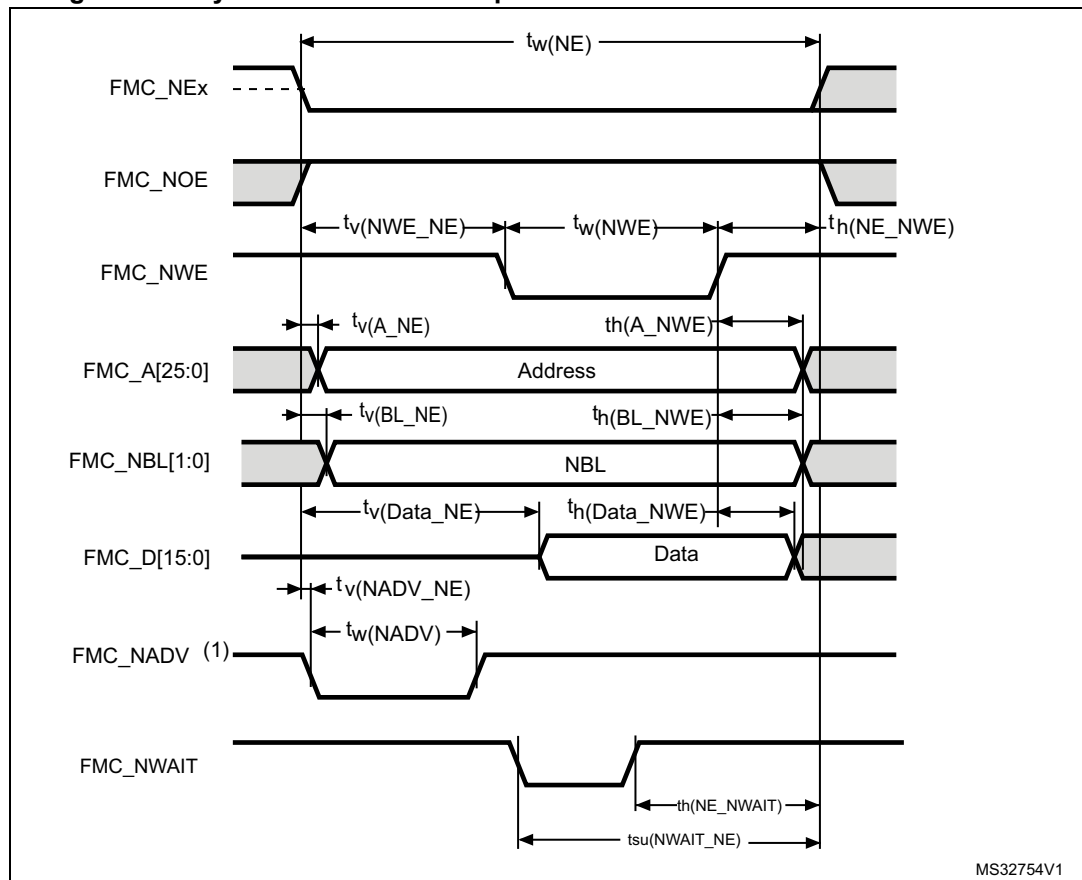 tw(NE)
FMC_NEx
FMC_NOE
tv(NWE_NE) tw(NWE) th(NE_NWE)
FMC_NWE
tv(A_NE) th(A_NWE)
FMC_A[25:0] Address
tv(BL_NE) th(BL_NWE)
FMC_NBL[1:0] NBL
tv(Data_NE) th(Data_NWE)
FMC_D[15:0] Data
tv(NADV_NE)
tw(NADV)
FMC_NADV (1)
FMC_NWAIT
th(NE_NWAIT)
tsu(NWAIT_NE)
MS32754V1